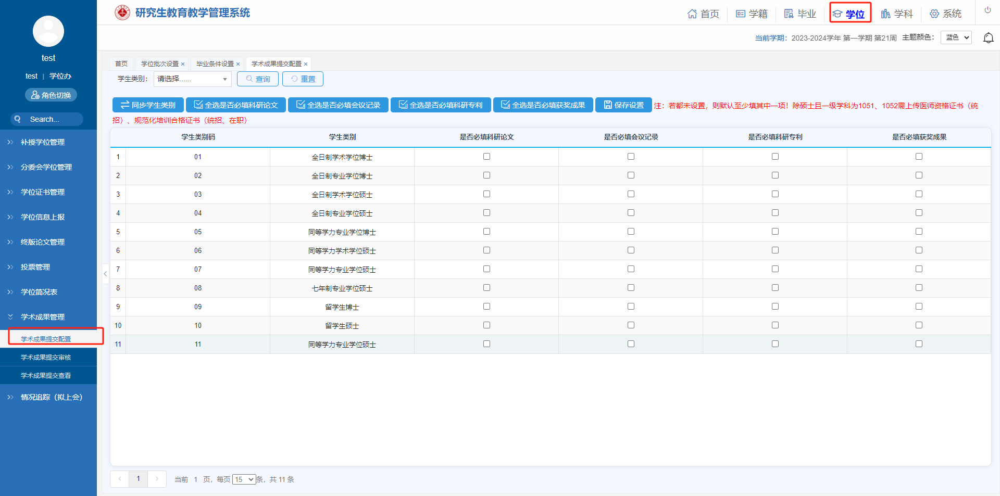 研究生教育教学管理系统
首页 学籍 毕业 学位 学科 系统
当前学期：2023-2024学年 第一学期 第21周 主题颜色： 蓝色
test
test | 学位办
角色切换
Search...
补授学位管理
分委会学位管理
学位证书管理
学位信息上报
终版论文管理
投票管理
学位简况表
学术成果管理
学术成果提交配置
学术成果提交审核
学术成果提交查看
情况追踪（拟上会）
首页 学位批次设置 × 毕业条件设置 × 学术成果提交配置 ×
学生类别： 请选择...... 查询 重置
同步学生类别 全选是否必填科研论文 全选是否必填会议记录 全选是否必填科研专利 全选是否必填获奖成果 保存设置 注：若都未设置，则默认至少填其中一项！除硕士且一级学科为1051、1052需上传医师资格证书（统
招）、规范化培训合格证书（统招、在职）
学生类别码 学生类别 是否必填科研论文 是否必填会议记录 是否必填科研专利 是否必填获奖成果
1 01 全日制学术学位博士
2 02 全日制专业学位博士
3 03 全日制学术学位硕士
4 04 全日制专业学位硕士
5 05 同等学力专业学位博士
6 06 同等学力学术学位硕士
7 07 同等学力专业学位硕士
8 08 七年制专业学位硕士
9 09 留学生博士
10 10 留学生硕士
11 11 同等学力专业学位硕士
1 当前 1 页，每页 15 条，共 11 条